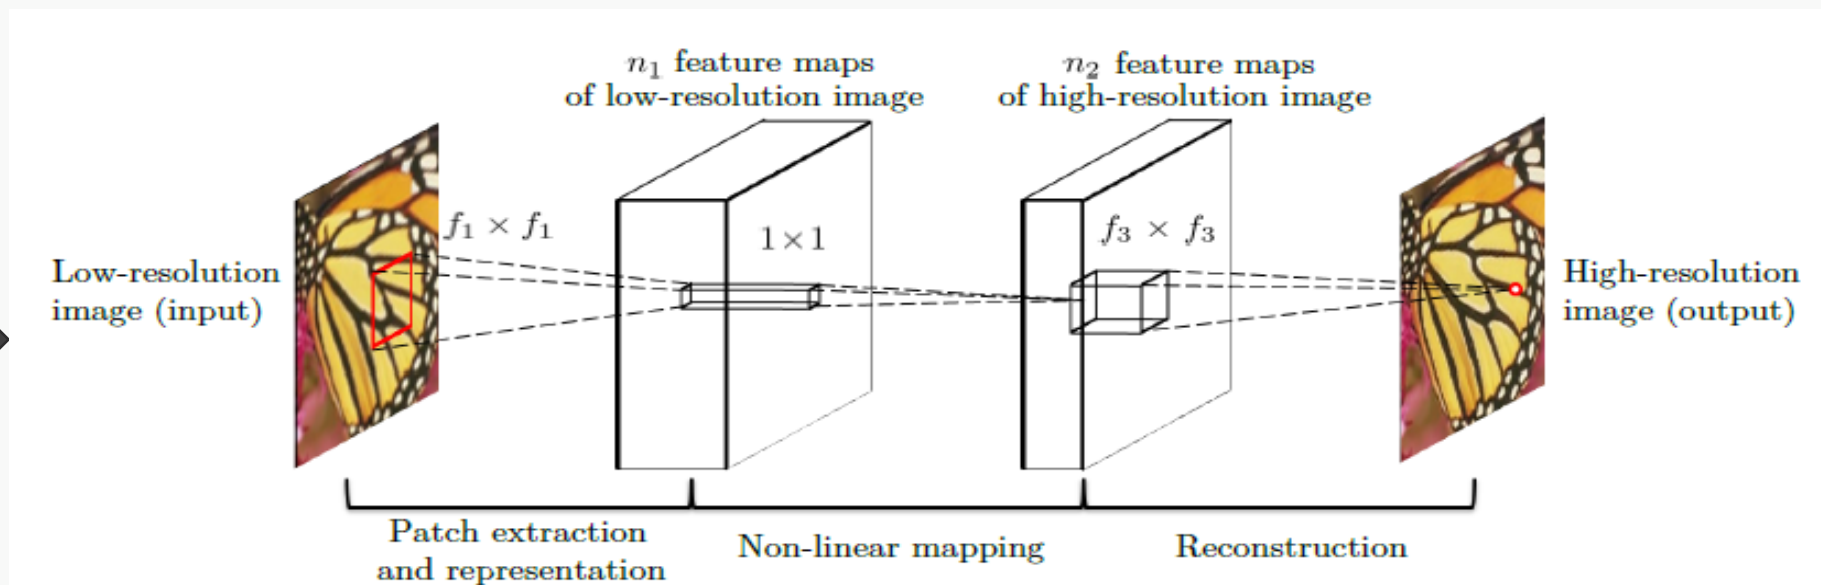 n₁ feature maps
of low-resolution image
n₂ feature maps
of high-resolution image
f₁ × f₁
1×1
f₃ × f₃
Low-resolution
image (input)
High-resolution
image (output)
Patch extraction
and representation
Non-linear mapping
Reconstruction